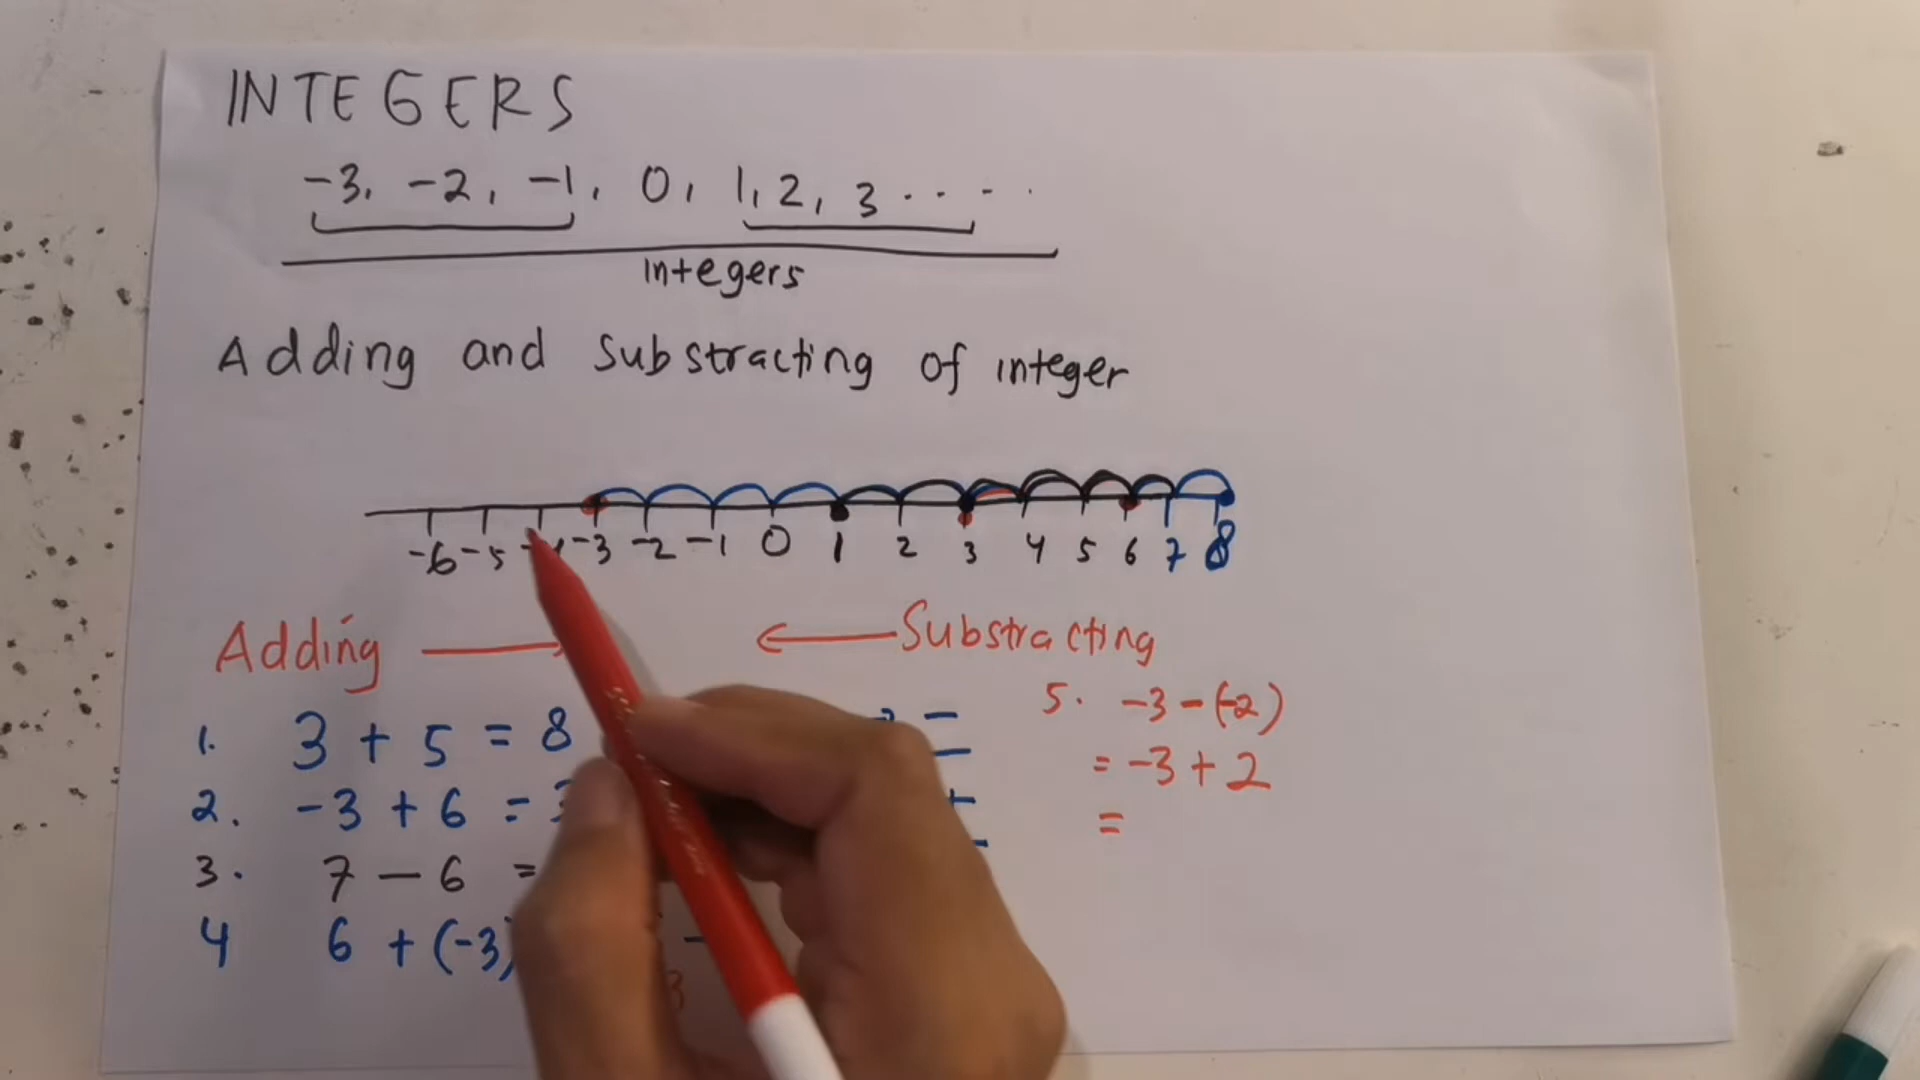 INTEGERS
-3, -2, -1, 0, 1, 2, 3 .. - .
integers
Adding and Substracting of integer
-6 -5 -3 -2 -1 0 1 2 3 4 5 6 7 8
Adding → ← Substracting
1. 3 + 5 = 8
2. -3 + 6 =
3. 7 - 6 =
4 6 + (-3)
5. -3 - (-2)
= -3 + 2
=